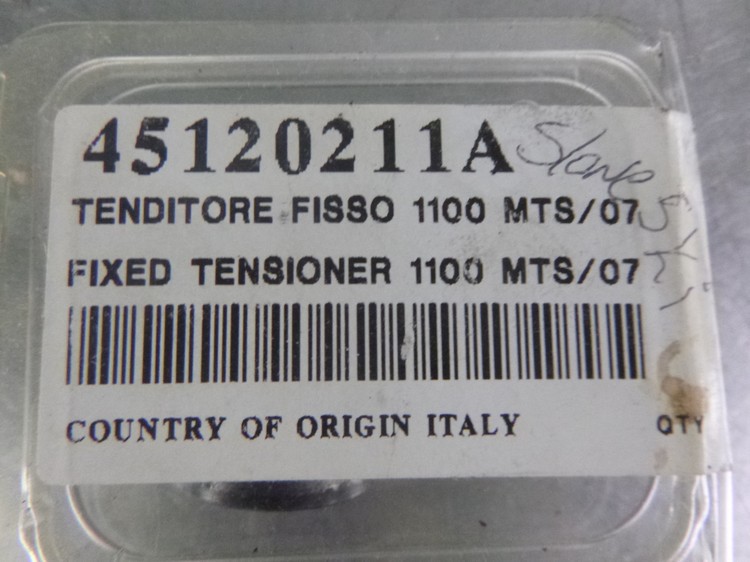 45120211A
TENDITORE FISSO 1100 MTS/07
FIXED TENSIONER 1100 MTS/07
COUNTRY OF ORIGIN ITALY QTY